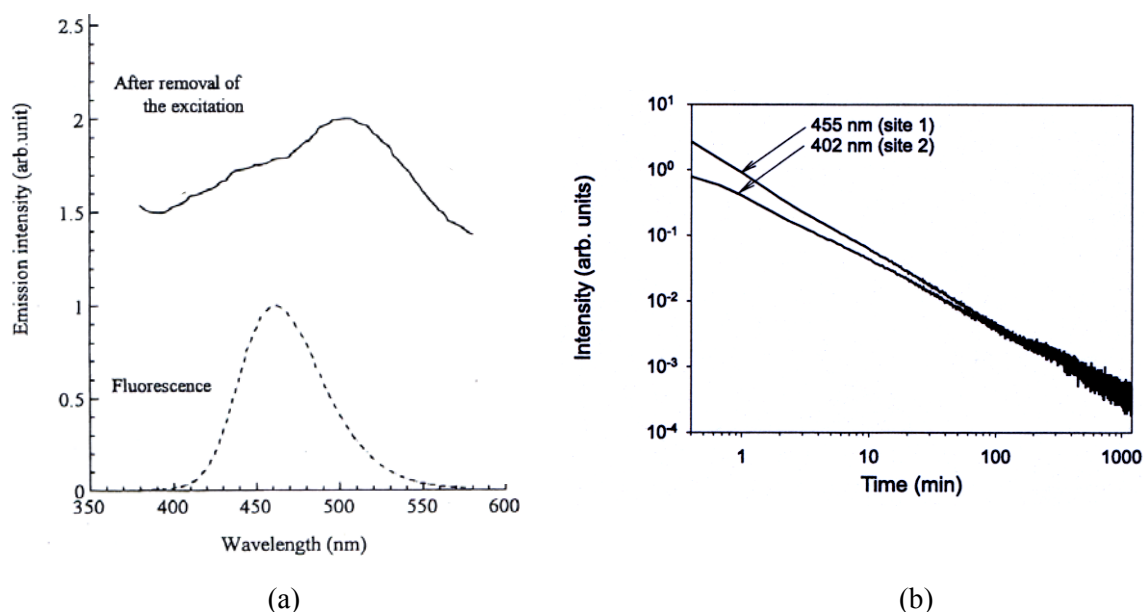 2.5
2
1.5
1
0.5
0
350
400
450
500
550
600
Emission intensity (arb.unit)
Wavelength (nm)
After removal of
the excitation
Fluorescence
(a)
10¹
10⁰
10⁻¹
10⁻²
10⁻³
10⁻⁴
1
10
100
1000
Intensity (arb. units)
Time (min)
455 nm (site 1)
402 nm (site 2)
(b)